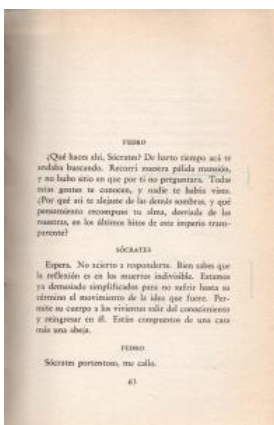 FEDRO
¿Qué haces ahí, Sócrates? De harto tiempo acá te
andaba buscando. Recorrí nuestra pálida mansión,
y no hubo sitio en que por ti no preguntara. Todas
estas gentes te conocen, y nadie te había visto.
¿Por qué así te alejaste de las demás sombras, y qué
pensamiento recompuso tu alma, desviada de las
nuestras, en los últimos hitos de este imperio trans-
parente?
SÓCRATES
Espera. No acierto a responderte. Bien sabes que
la reflexión es en los muertos indivisible. Estamos
ya demasiado simplificados para no sufrir hasta su
término el movimiento de la idea que fuere. Per-
mite su cuerpo a los vivientes salir del conocimiento
y reingresar en él. Están compuestos de una casa
más una abeja.
FEDRO
Sócrates portentoso, me callo.
63